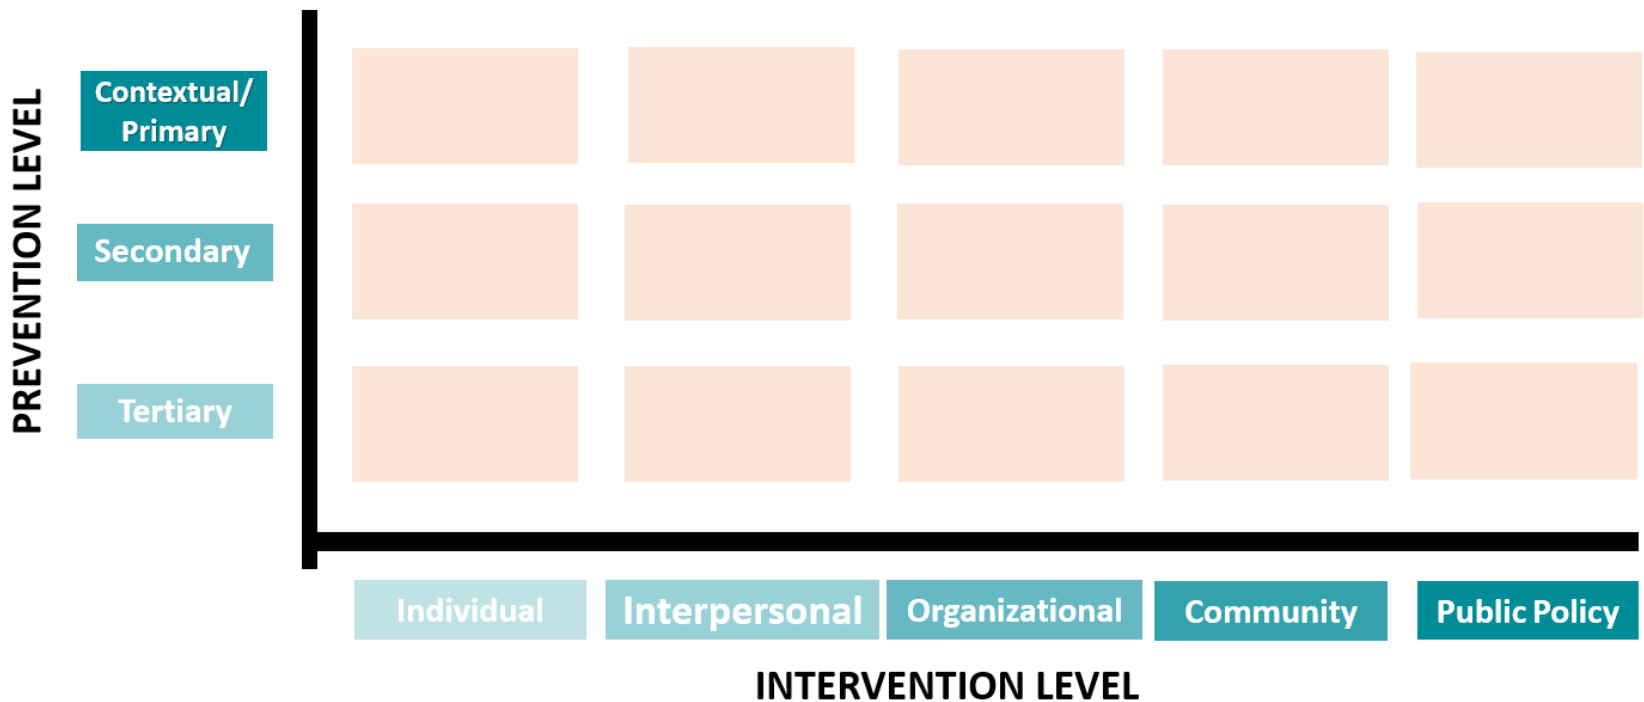 PREVENTION LEVEL
Contextual/
Primary
Secondary
Tertiary
Individual
Interpersonal
Organizational
Community
Public Policy
INTERVENTION LEVEL